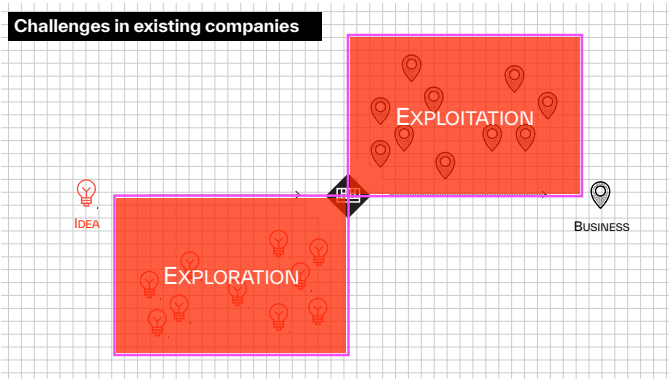 Challenges in existing companies
EXPLOITATION
IDEA
BUSINESS
EXPLORATION